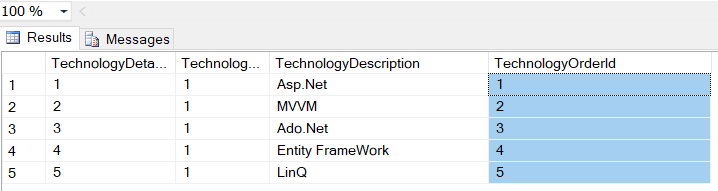 100 %
Results Messages
TechnologyDeta... Technolog... TechnologyDescription TechnologyOrderId
1 1 1 Asp.Net 1
2 2 1 MVVM 2
3 3 1 Ado.Net 3
4 4 1 Entity FrameWork 4
5 5 1 LinQ 5